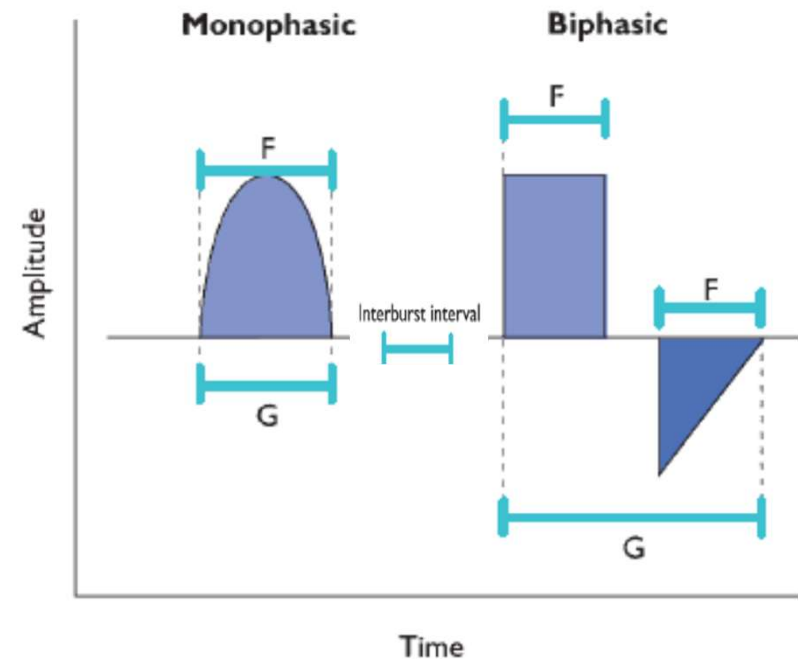 Monophasic
Biphasic
F
F
F
Interburst interval
G
G
Amplitude
Time